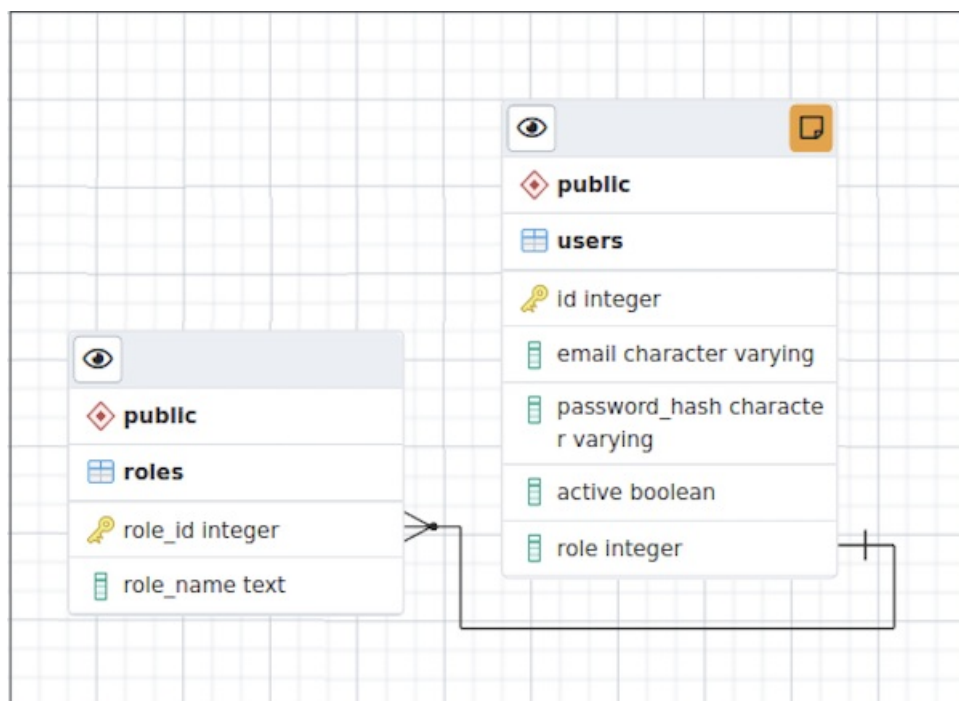 public
users
id integer
email character varying
password_hash characte
r varying
active boolean
role integer
public
roles
role_id integer
role_name text